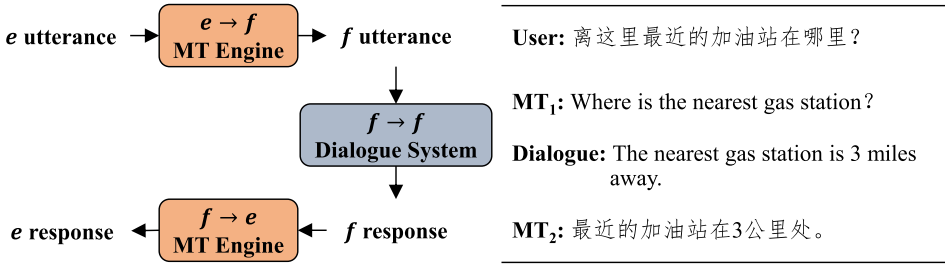 e → f
MT Engine
e utterance
f utterance
f → f
Dialogue System
f → e
MT Engine
e response
f response
User: 离这里最近的加油站在哪里？
MT₁: Where is the nearest gas station？
Dialogue: The nearest gas station is 3 miles
away.
MT₂: 最近的加油站在3公里处。